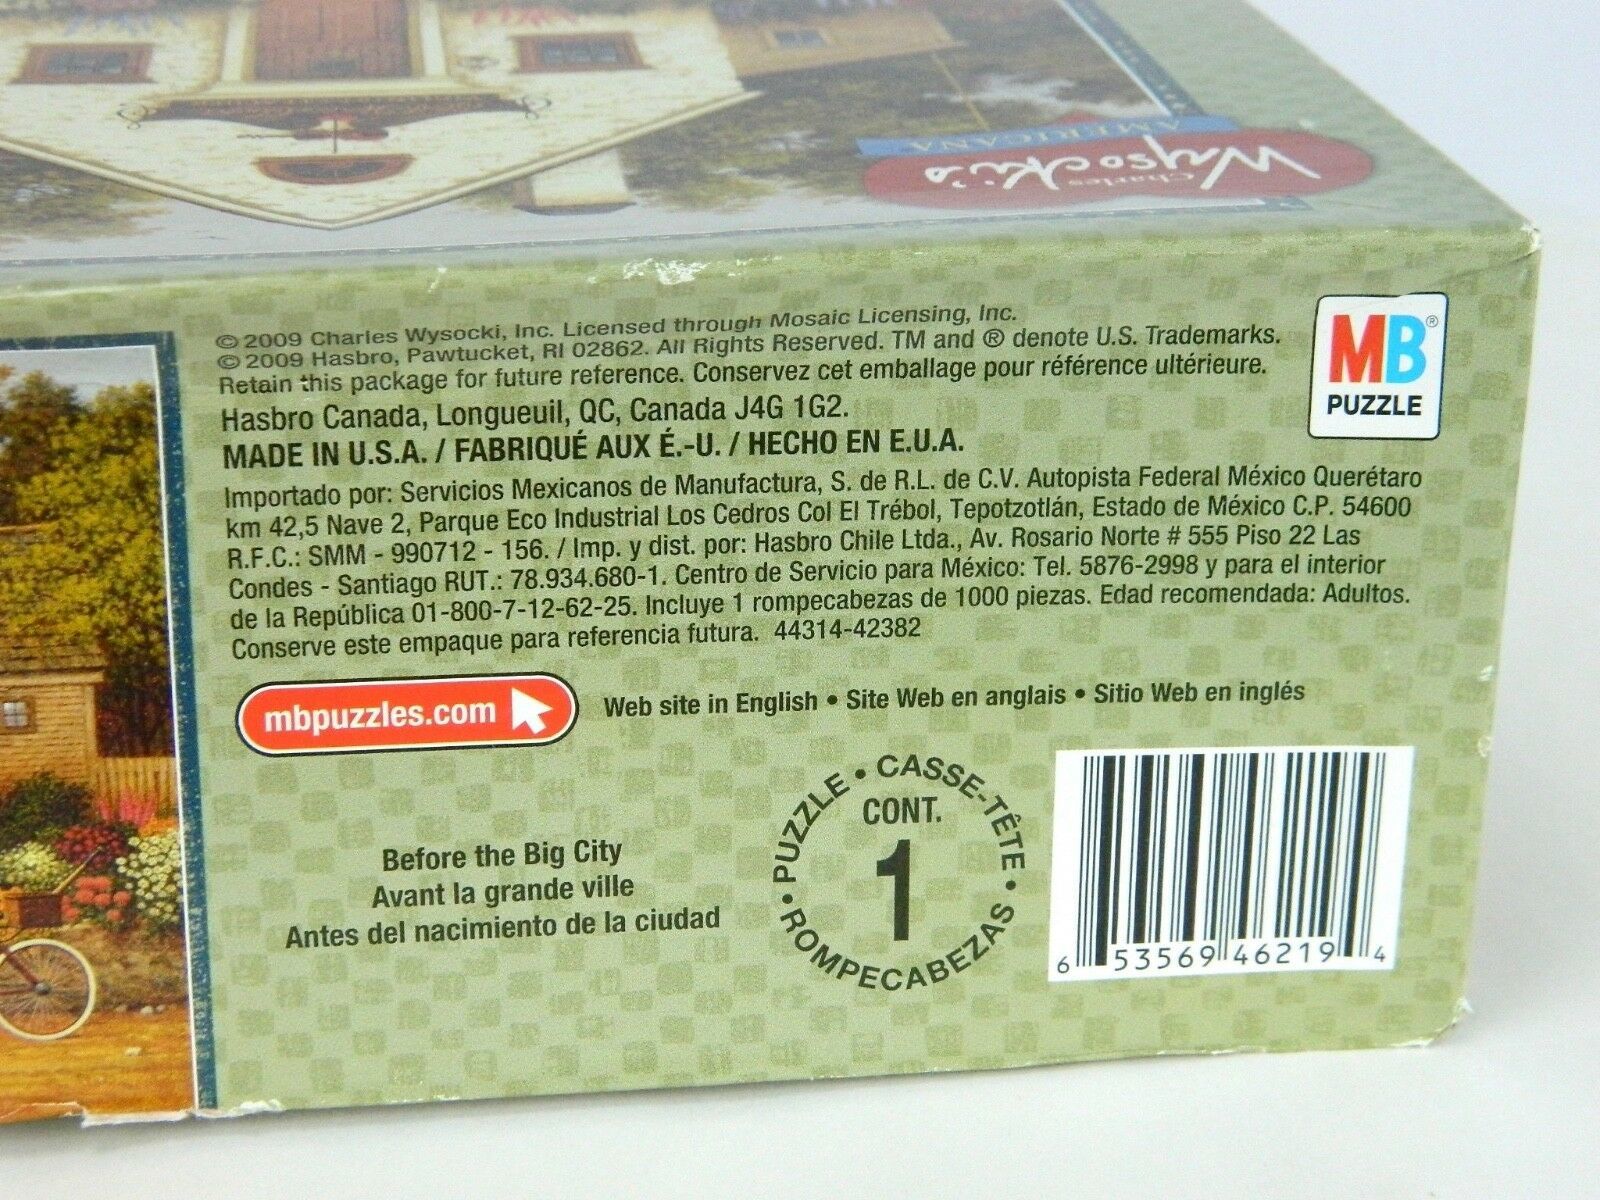 Charles
Wysocki's
AMERICANA
© 2009 Charles Wysocki, Inc. Licensed through Mosaic Licensing, Inc.
© 2009 Hasbro, Pawtucket, RI 02862. All Rights Reserved. TM and ® denote U.S. Trademarks.
Retain this package for future reference. Conservez cet emballage pour référence ultérieure.
Hasbro Canada, Longueuil, QC, Canada J4G 1G2.
MADE IN U.S.A. / FABRIQUÉ AUX É.-U. / HECHO EN E.U.A.
Importado por: Servicios Mexicanos de Manufactura, S. de R.L. de C.V. Autopista Federal México Querétaro
km 42,5 Nave 2, Parque Eco Industrial Los Cedros Col El Trébol, Tepotzotlán, Estado de México C.P. 54600
R.F.C.: SMM - 990712 - 156. / Imp. y dist. por: Hasbro Chile Ltda., Av. Rosario Norte # 555 Piso 22 Las
Condes - Santiago RUT.: 78.934.680-1. Centro de Servicio para México: Tel. 5876-2998 y para el interior
de la República 01-800-7-12-62-25. Incluye 1 rompecabezas de 1000 piezas. Edad recomendada: Adultos.
Conserve este empaque para referencia futura. 44314-42382
MB®
PUZZLE
mbpuzzles.com
Web site in English • Site Web en anglais • Sitio Web en inglés
Before the Big City
Avant la grande ville
Antes del nacimiento de la ciudad
• PUZZLE • CASSE-TÊTE • ROMPECABEZAS
CONT.
1
6 53569 46219 4